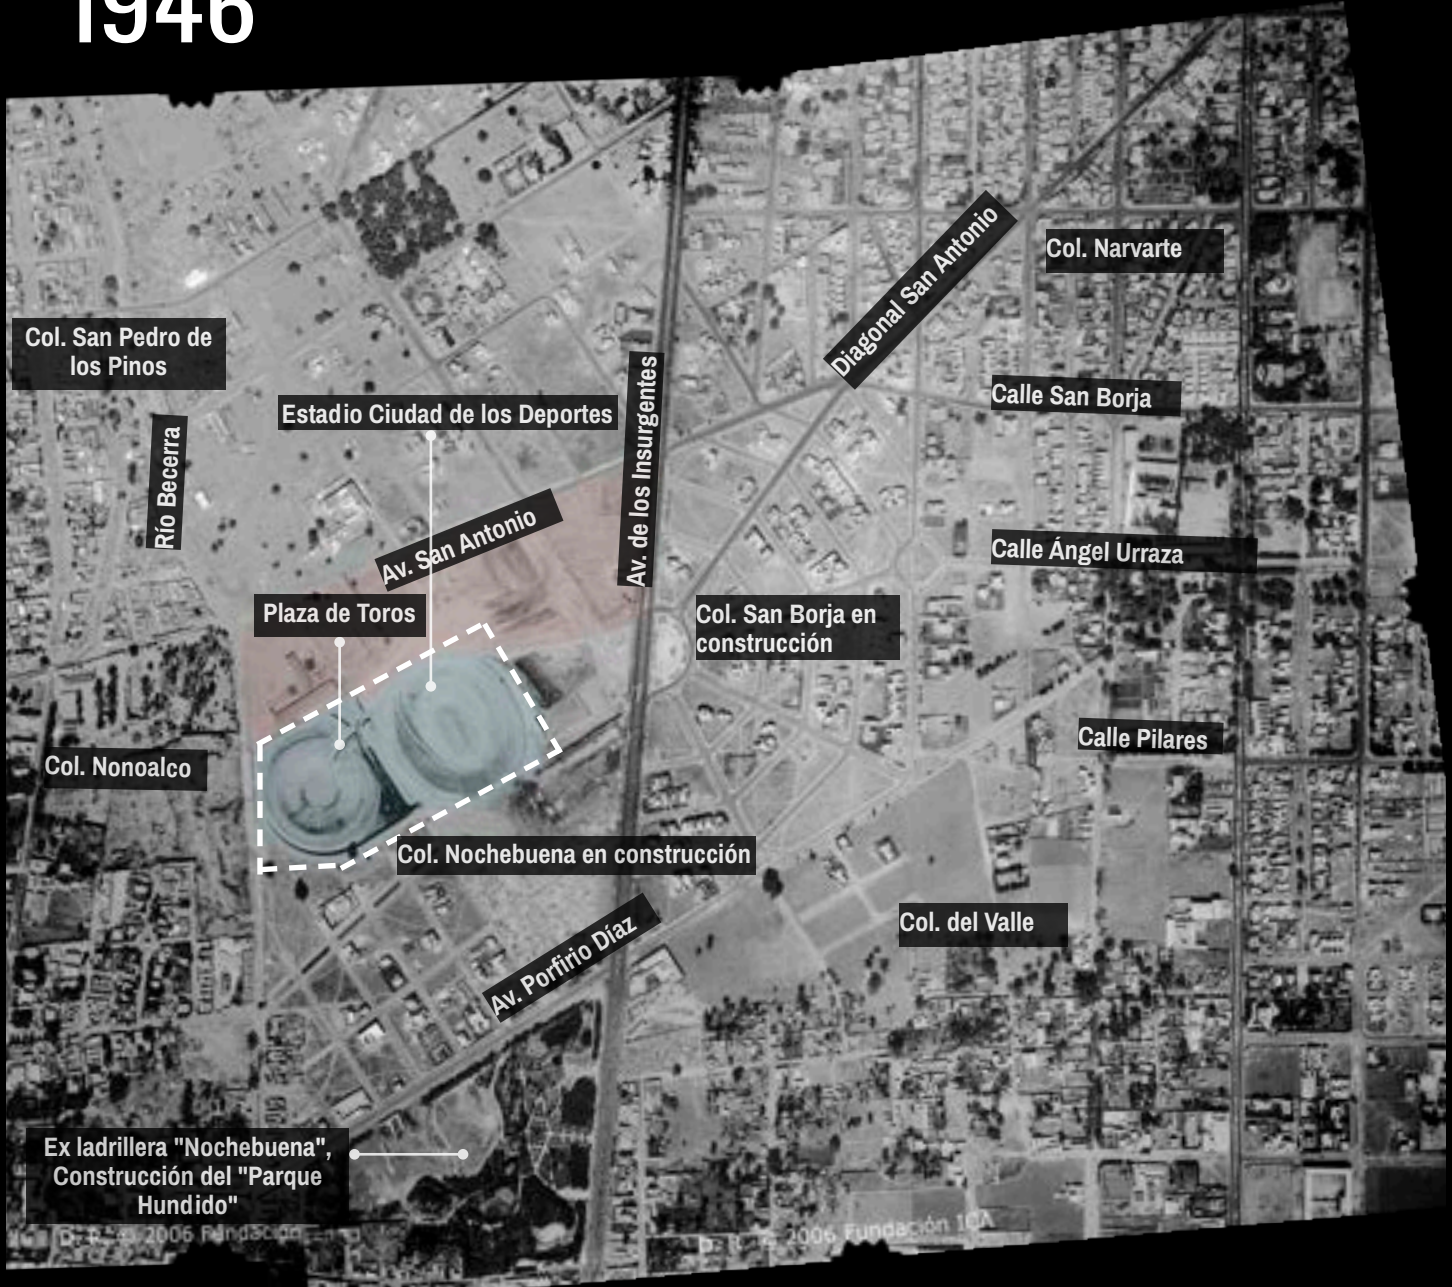 1946
Diagonal San Antonio
Col. Narvarte
Col. San Pedro de
los Pinos
Estadio Ciudad de los Deportes
Av. de los Insurgentes
Calle San Borja
Río Becerra
Av. San Antonio
Calle Ángel Urraza
Plaza de Toros
Col. San Borja en
construcción
Col. Nonoalco
Calle Pilares
Col. Nochebuena en construcción
Col. del Valle
Av. Porfirio Díaz
Ex ladrillera "Nochebuena",
Construcción del "Parque
Hundido"
D. R. © 2006 Fundación
D. R. © 2006 Fundación ICA